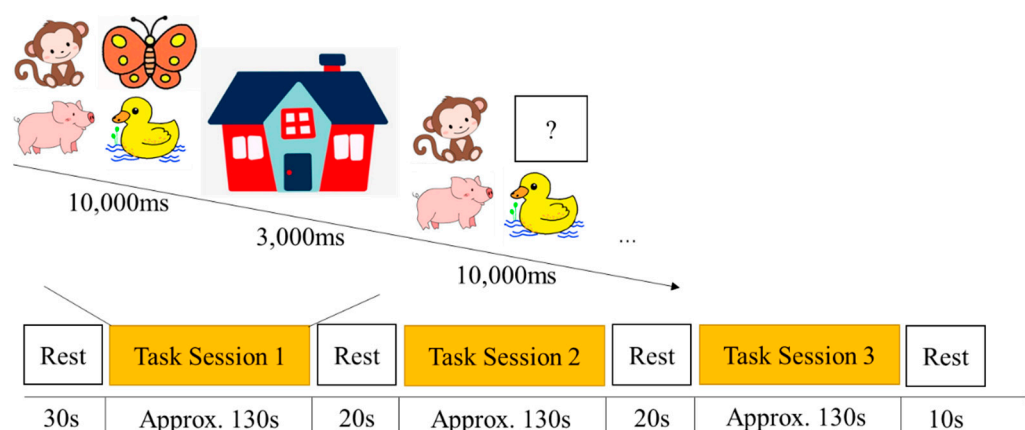 ?
10,000ms
3,000ms
...
10,000ms
Rest Task Session 1 Rest Task Session 2 Rest Task Session 3 Rest
30s Approx. 130s 20s Approx. 130s 20s Approx. 130s 10s